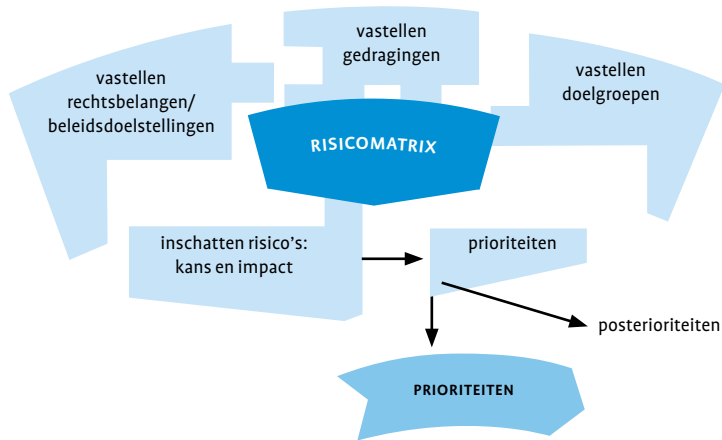 vastellen
rechtsbelangen/
beleidsdoelstellingen
vastellen
gedragingen
vastellen
doelgroepen
RISICOMATRIX
inschatten risico’s:
kans en impact
prioriteiten
posterioriteiten
PRIORITEITEN